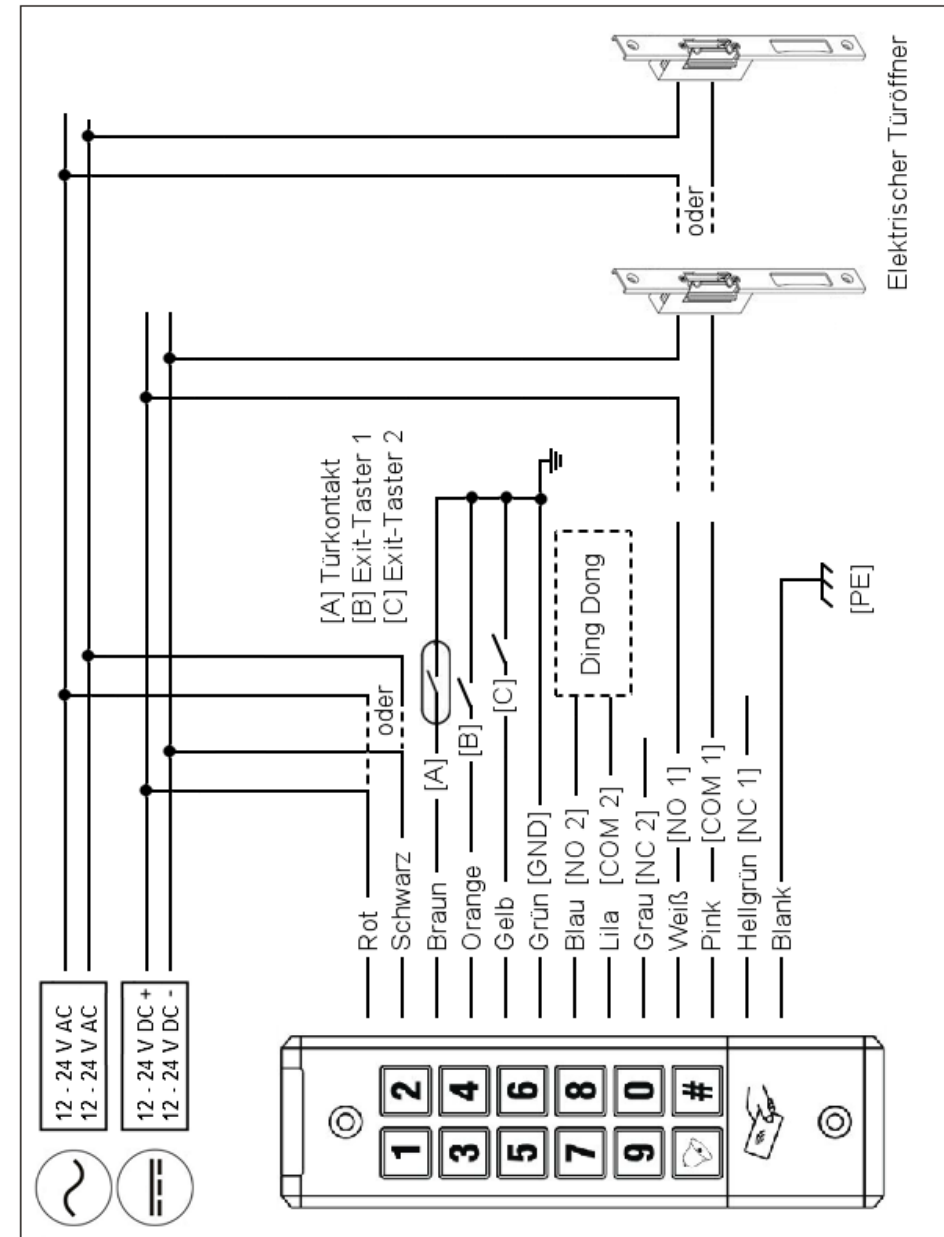 12 - 24 V AC
12 - 24 V AC
12 - 24 V DC +
12 - 24 V DC -
1 2
3 4
5 6
7 8
9 0
#
Rot
oder
Schwarz
Braun [A]
Orange [B]
Gelb [C]
Grün [GND]
Blau [NO 2]
Lila [COM 2]
Grau [NC 2]
Weiß [NO 1]
Pink [COM 1]
Hellgrün [NC 1]
Blank
[PE]
[A] Türkontakt
[B] Exit-Taster 1
[C] Exit-Taster 2
Ding Dong
oder
Elektrischer Türöffner